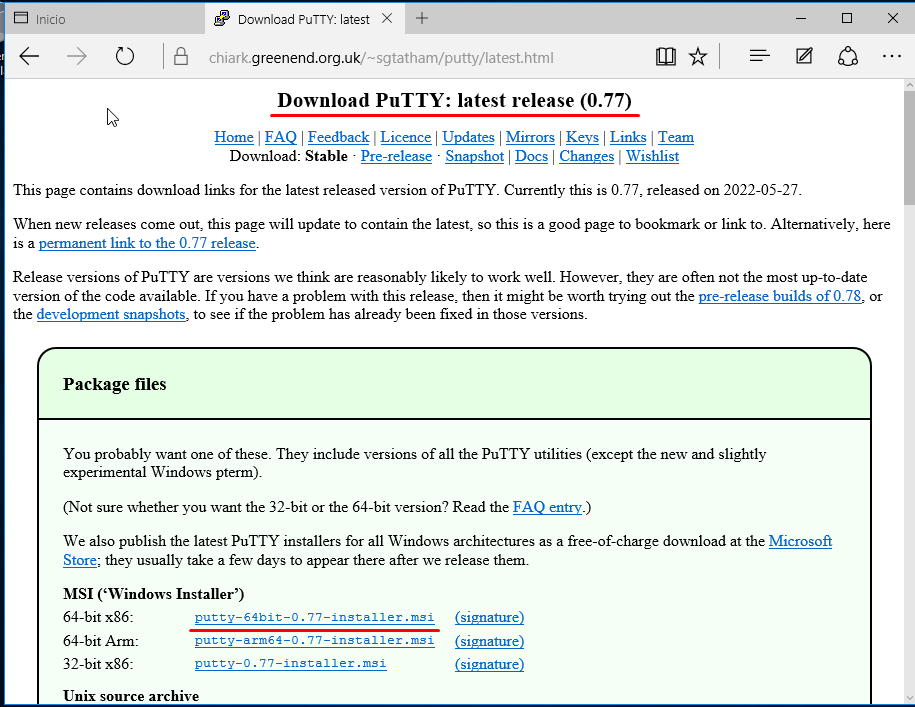 Inicio
Download PuTTY: latest
chiark.greenend.org.uk/~sgtatham/putty/latest.html
Download PuTTY: latest release (0.77)
Home | FAQ | Feedback | Licence | Updates | Mirrors | Keys | Links | Team
Download: Stable · Pre-release · Snapshot | Docs | Changes | Wishlist
This page contains download links for the latest released version of PuTTY. Currently this is 0.77, released on 2022-05-27.
When new releases come out, this page will update to contain the latest, so this is a good page to bookmark or link to. Alternatively, here
is a permanent link to the 0.77 release.
Release versions of PuTTY are versions we think are reasonably likely to work well. However, they are often not the most up-to-date
version of the code available. If you have a problem with this release, then it might be worth trying out the pre-release builds of 0.78, or
the development snapshots, to see if the problem has already been fixed in those versions.
Package files
You probably want one of these. They include versions of all the PuTTY utilities (except the new and slightly
experimental Windows pterm).
(Not sure whether you want the 32-bit or the 64-bit version? Read the FAQ entry.)
We also publish the latest PuTTY installers for all Windows architectures as a free-of-charge download at the Microsoft
Store; they usually take a few days to appear there after we release them.
MSI (‘Windows Installer’)
64-bit x86: putty-64bit-0.77-installer.msi (signature)
64-bit Arm: putty-arm64-0.77-installer.msi (signature)
32-bit x86: putty-0.77-installer.msi (signature)
Unix source archive